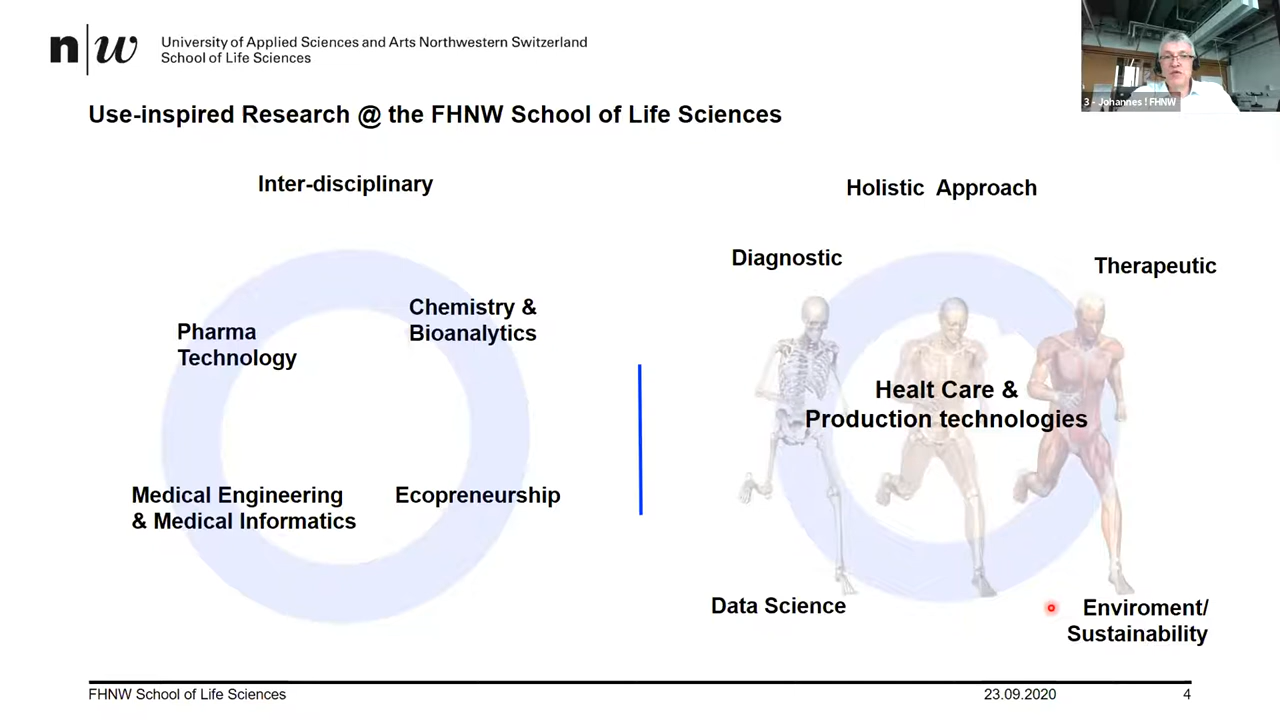 n|w University of Applied Sciences and Arts Northwestern Switzerland
School of Life Sciences
3 - Johannes ! FHNW
Use-inspired Research @ the FHNW School of Life Sciences
Inter-disciplinary
Pharma
Technology
Chemistry &
Bioanalytics
Medical Engineering
& Medical Informatics
Ecopreneurship
Holistic Approach
Diagnostic
Therapeutic
Healt Care &
Production technologies
Data Science
Enviroment/
Sustainability
FHNW School of Life Sciences 23.09.2020 4